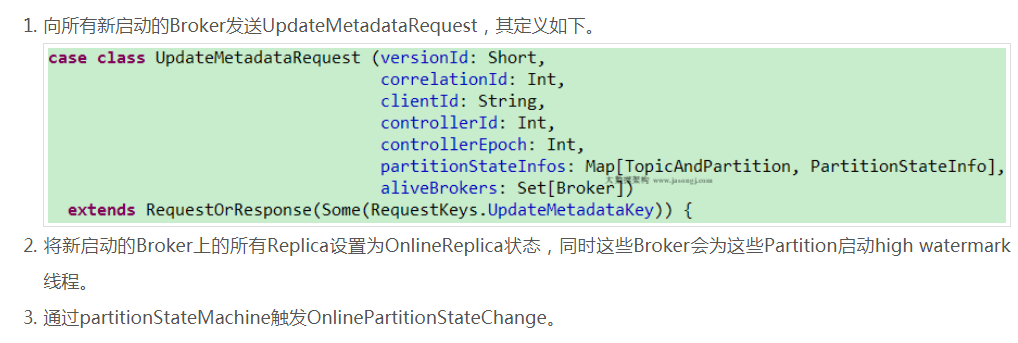 1. 向所有新启动的Broker发送UpdateMetadataRequest，其定义如下。
case class UpdateMetadataRequest (versionId: Short,
correlationId: Int,
clientId: String,
controllerId: Int,
controllerEpoch: Int,
partitionStateInfos: Map[TopicAndPartition, PartitionStateInfo],
大数据架构 www.jasongj.com
aliveBrokers: Set[Broker])
extends RequestOrResponse(Some(RequestKeys.UpdateMetadataKey)) {
2. 将新启动的Broker上的所有Replica设置为OnlineReplica状态，同时这些Broker会为这些Partition启动high watermark
线程。
3. 通过partitionStateMachine触发OnlinePartitionStateChange。